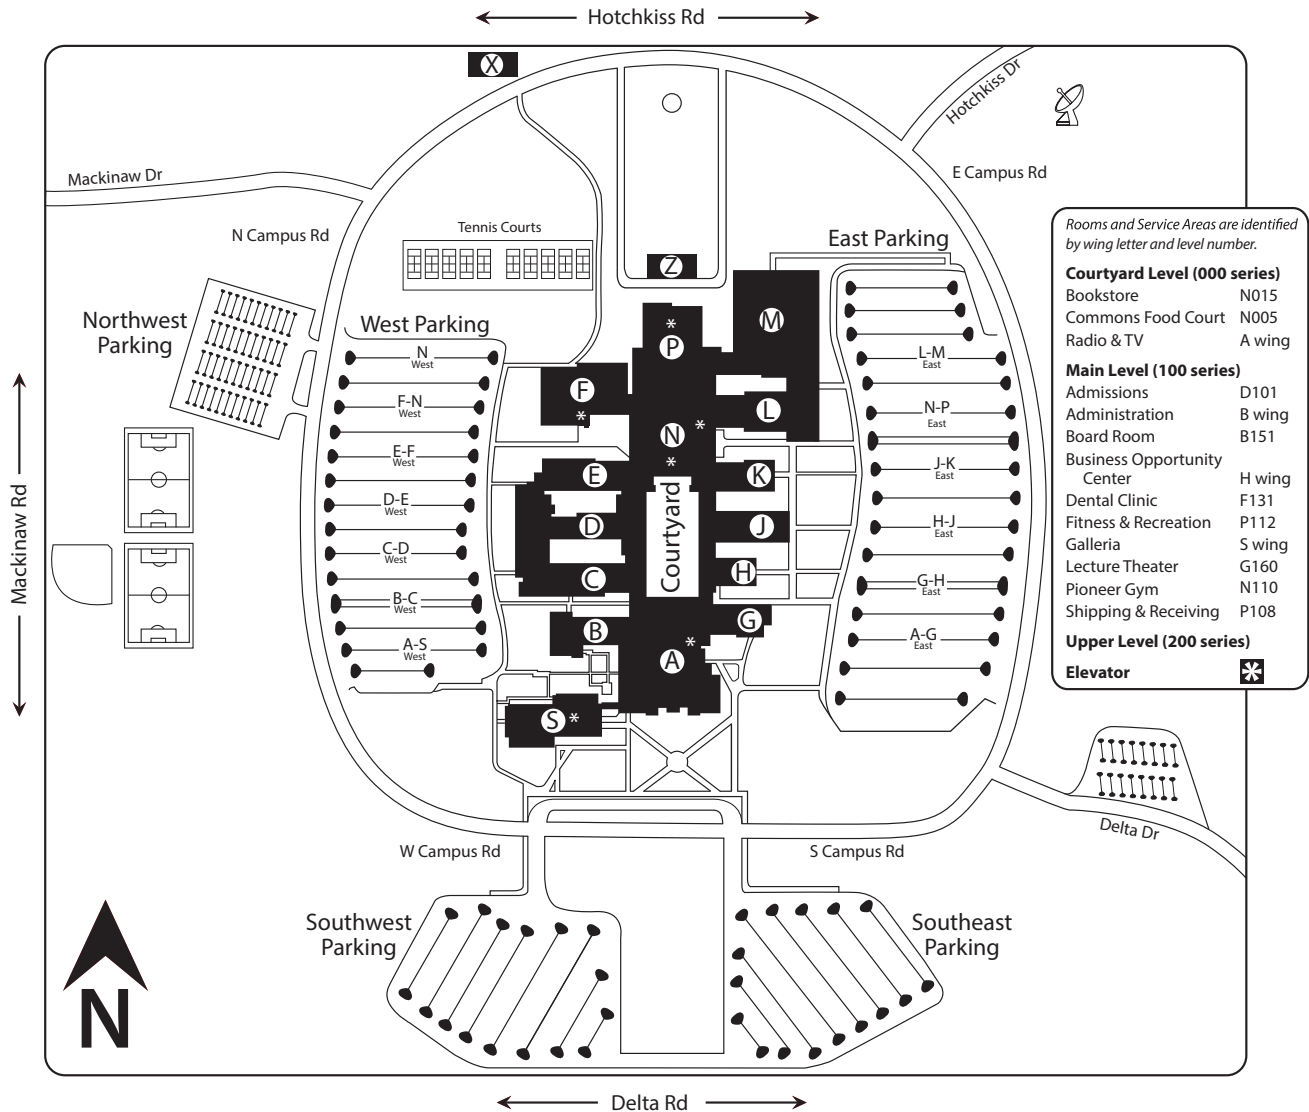 Hotchkiss Rd
X
Hotchkiss Dr
Mackinaw Dr
E Campus Rd
N Campus Rd
Tennis Courts
East Parking
Z
Northwest
Parking
West Parking
M
*
P
N
West
L-M
East
F
*
F-N
West
L
N-P
East
N
*
*
E-F
West
E
K
J-K
East
D-E
West
D
Courtyard
J
H-J
East
C-D
West
C
H
G-H
East
B-C
West
B
G
A-G
East
A-S
West
A
*
S
*
Mackinaw Rd
Rooms and Service Areas are identified
by wing letter and level number.
Courtyard Level (000 series)
Bookstore N015
Commons Food Court N005
Radio & TV A wing
Main Level (100 series)
Admissions D101
Administration B wing
Board Room B151
Business Opportunity
Center H wing
Dental Clinic F131
Fitness & Recreation P112
Galleria S wing
Lecture Theater G160
Pioneer Gym N110
Shipping & Receiving P108
Upper Level (200 series)
Elevator *
Delta Dr
W Campus Rd
S Campus Rd
Southwest
Parking
Southeast
Parking
N
Delta Rd